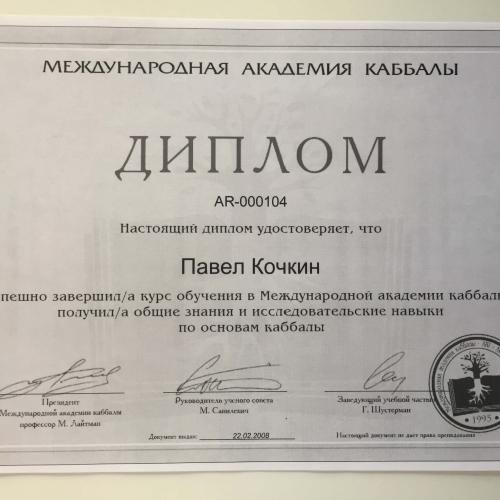 МЕЖДУНАРОДНАЯ АКАДЕМИЯ КАББАЛЫ
ДИПЛОМ
AR-000104
Настоящий диплом удостоверяет, что
Павел Кочкин
пешно завершил/а курс обучения в Международной академии каббалы
получил/а общие знания и исследовательские навыки
по основам каббалы
Президент
Международной академии каббалы
профессор М. Лайтман
Руководитель ученого совета
М. Санилевич
Заведующий учебной частью
Г. Шустерман
1995
Документ выдан: 22.02.2008
Настоящий документ не дает права преподавания